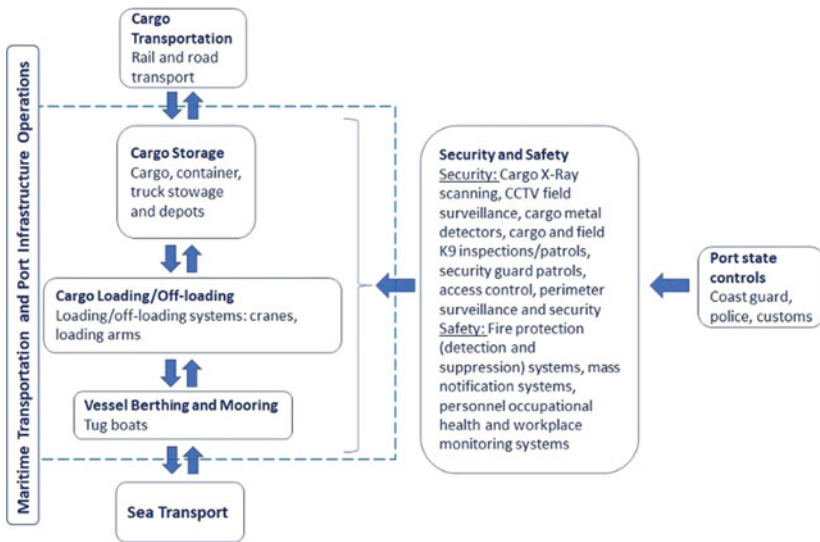 Maritime Transportation and Port Infrastructure Operations
Cargo
Transportation
Rail and road
transport
Cargo Storage
Cargo, container,
truck stowage
and depots
Cargo Loading/Off-loading
Loading/off-loading systems: cranes,
loading arms
Vessel Berthing and Mooring
Tug boats
Sea Transport
Security and Safety
Security: Cargo X-Ray
scanning, CCTV field
surveillance, cargo metal
detectors, cargo and field
K9 inspections/patrols,
security guard patrols,
access control, perimeter
surveillance and security
Safety: Fire protection
(detection and
suppression) systems, mass
notification systems,
personnel occupational
health and workplace
monitoring systems
Port state
controls
Coast guard,
police, customs